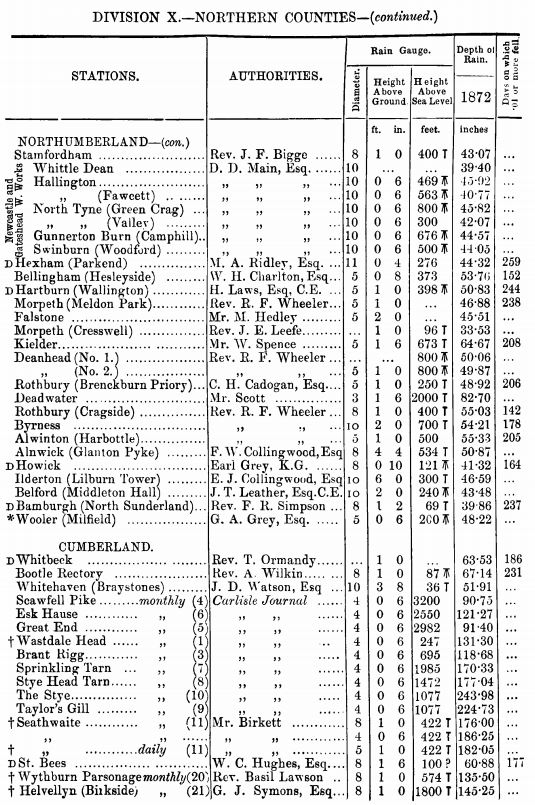 DIVISION X.—NORTHERN COUNTIES—(continued.)
STATIONS. AUTHORITIES. Rain Gauge. Depth of Rain. Days on which ·01 or more fell.
Diameter. Height Above Ground. Height Above Sea Level 1872
ft. in. feet. inches
NORTHUMBERLAND—(con.)
Newcastle and Gateshead W. Works
Stamfordham ........................ Rev. J. F. Bigge ...... 8 1 0 400 T 43·07 ...
Whittle Dean ..................... D. D. Main, Esq. ...... 10 ... ... 39·40 ...
Hallington ........................ ,, ,, ,, ... 10 0 6 469 ⊼ 45·92 ...
,, (Fawcett) .. ...... ,, ,, ,, ... 10 0 6 563 ⊼ 40·77 ...
North Tyne (Green Crag) ... ,, ,, ,, ... 10 0 6 800 ⊼ 45·82 ...
,, ,, (Valley) ...... ,, ,, ,, ... 10 0 6 300 42·07 ...
Gunnerton Burn (Camphill).. ,, ,, ,, ... 10 0 6 676 ⊼ 44·57 ...
Swinburn (Woodford) ......... ,, ,, ,, ... 10 0 6 500 ⊼ 44·05 ...
D Hexham (Parkend) ............ M. A. Ridley, Esq. ... 11 0 4 276 44·32 259
Bellingham (Hesleyside) ...... W. H. Charlton, Esq... 5 0 8 373 53·76 152
D Hartburn (Wallington) ......... H. Laws, Esq, C.E. ... 5 1 0 398 ⊼ 50·83 244
Morpeth (Meldon Park)......... Rev. R. F. Wheeler... 5 1 0 ... 46·88 238
Falstone ........................... Mr. M. Hedley ...... 5 2 0 ... 45·51 ...
Morpeth (Cresswell) ............ Rev. J. E. Leefe........ ... 1 0 96 T 33·53 ...
Kielder.............................. Mr. W. Spence ...... 5 1 6 673 T 64·67 208
Deanhead (No. 1.) ............... Rev. R. F. Wheeler ... ... ... 800 ⊼ 50·06 ...
,, (No. 2.) ............... ,, ,, ... 5 1 0 800 ⊼ 49·87 ...
Rothbury (Brenckburn Priory)... C. H. Cadogan, Esq.... 5 1 0 250 T 48·92 206
Deadwater ........................ Mr. Scott ............... 3 1 6 2000 T 82·70 ...
Rothbury (Cragside) ............ Rev. R. F. Wheeler ... 8 1 0 400 T 55·03 142
Byrness ........................... ,, ,, ... 10 2 0 700 T 54·21 178
Alwinton (Harbottle)............ ,, ,, ... 5 1 0 500 55·33 205
Alnwick (Glanton Pyke) ...... F. W. Collingwood, Esq 8 4 4 534 T 50·87 ...
D Howick ........................... Earl Grey, K.G. ...... 8 0 10 121 ⊼ 41·32 164
Ilderton (Lilburn Tower) ...... E. J. Collingwood, Esq 10 6 0 300 T 46·59 ...
Belford (Middleton Hall) ...... J. T. Leather, Esq. C.E. 10 2 0 240 ⊼ 43·48 ...
D Bamburgh (North Sunderland)... Rev. F. R. Simpson ... 8 1 2 69 T 39·86 237
*Wooler (Milfield) ............... G. A. Grey, Esq. ...... 5 0 6 200 ⊼ 48·22 ...
CUMBERLAND.
D Whitbeck ........................ Rev. T. Ormandy...... ... 1 0 ... 63·53 186
Bootle Rectory .................. Rev. A. Wilkin...... ... 8 1 0 87 ⊼ 67·14 231
Whitehaven (Braystones) ...... J. D. Watson, Esq ... 10 3 8 36 T 51·91 ...
Scawfell Pike .........monthly (4) Carlisle Journal ...... 4 0 6 3200 90·75 ...
Esk Hause ............ ,, (6) ,, ,, ...... 4 0 6 2550 121·27 ...
Great End ............ ,, (5) ,, ,, ...... 4 0 6 2982 91·40 ...
† Wastdale Head ...... ,, (1) ,, ,, .. 4 0 6 247 131·30 ...
Brant Rigg............ ,, (3) ,, ,, ...... 4 0 6 695 118·68 ...
Sprinkling Tarn ... ,, (7) ,, ,, ...... 4 0 6 1985 170·33 ...
Stye Head Tarn...... ,, (8) ,, ,, ...... 4 0 6 1472 177·04 ...
The Stye............... ,, (10) ,, ,, ...... 4 0 6 1077 243·98 ...
Taylor's Gill ......... ,, (9) ,, ,, ...... 4 0 6 1077 224·73 ...
† Seathwaite ............ ,, (11) Mr. Birkett ............ 8 1 0 422 T 176·00 ...
,, ,, ,, ,, ............ 4 0 6 422 T 186·25 ...
† ,, ............daily (11) ,, ,, ............ 5 1 0 422 T 182·05 ...
D St. Bees ........................... W. C. Hughes, Esq.... 8 1 6 100 ? 60·88 177
† Wythburn Parsonage monthly (20) Rev. Basil Lawson .. 8 1 0 574 T 135·50 ...
† Helvellyn (Birkside) ,, (21) G. J. Symons, Esq... 8 1 0 1800 T 145·25 ...